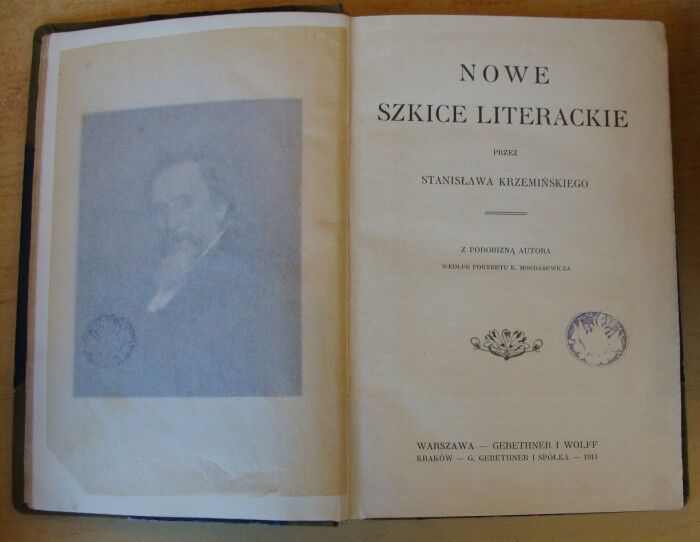 NOWE
SZKICE LITERACKIE
PRZEZ
STANISŁAWA KRZEMIŃSKIEGO
Z PODOBIZNĄ AUTORA
WEDŁUG PORTRETU K. MORDASEWICZA
WARSZAWA — GEBETHNER I WOLFF
KRAKÓW — G. GEBETHNER I SPÓŁKA — 1911